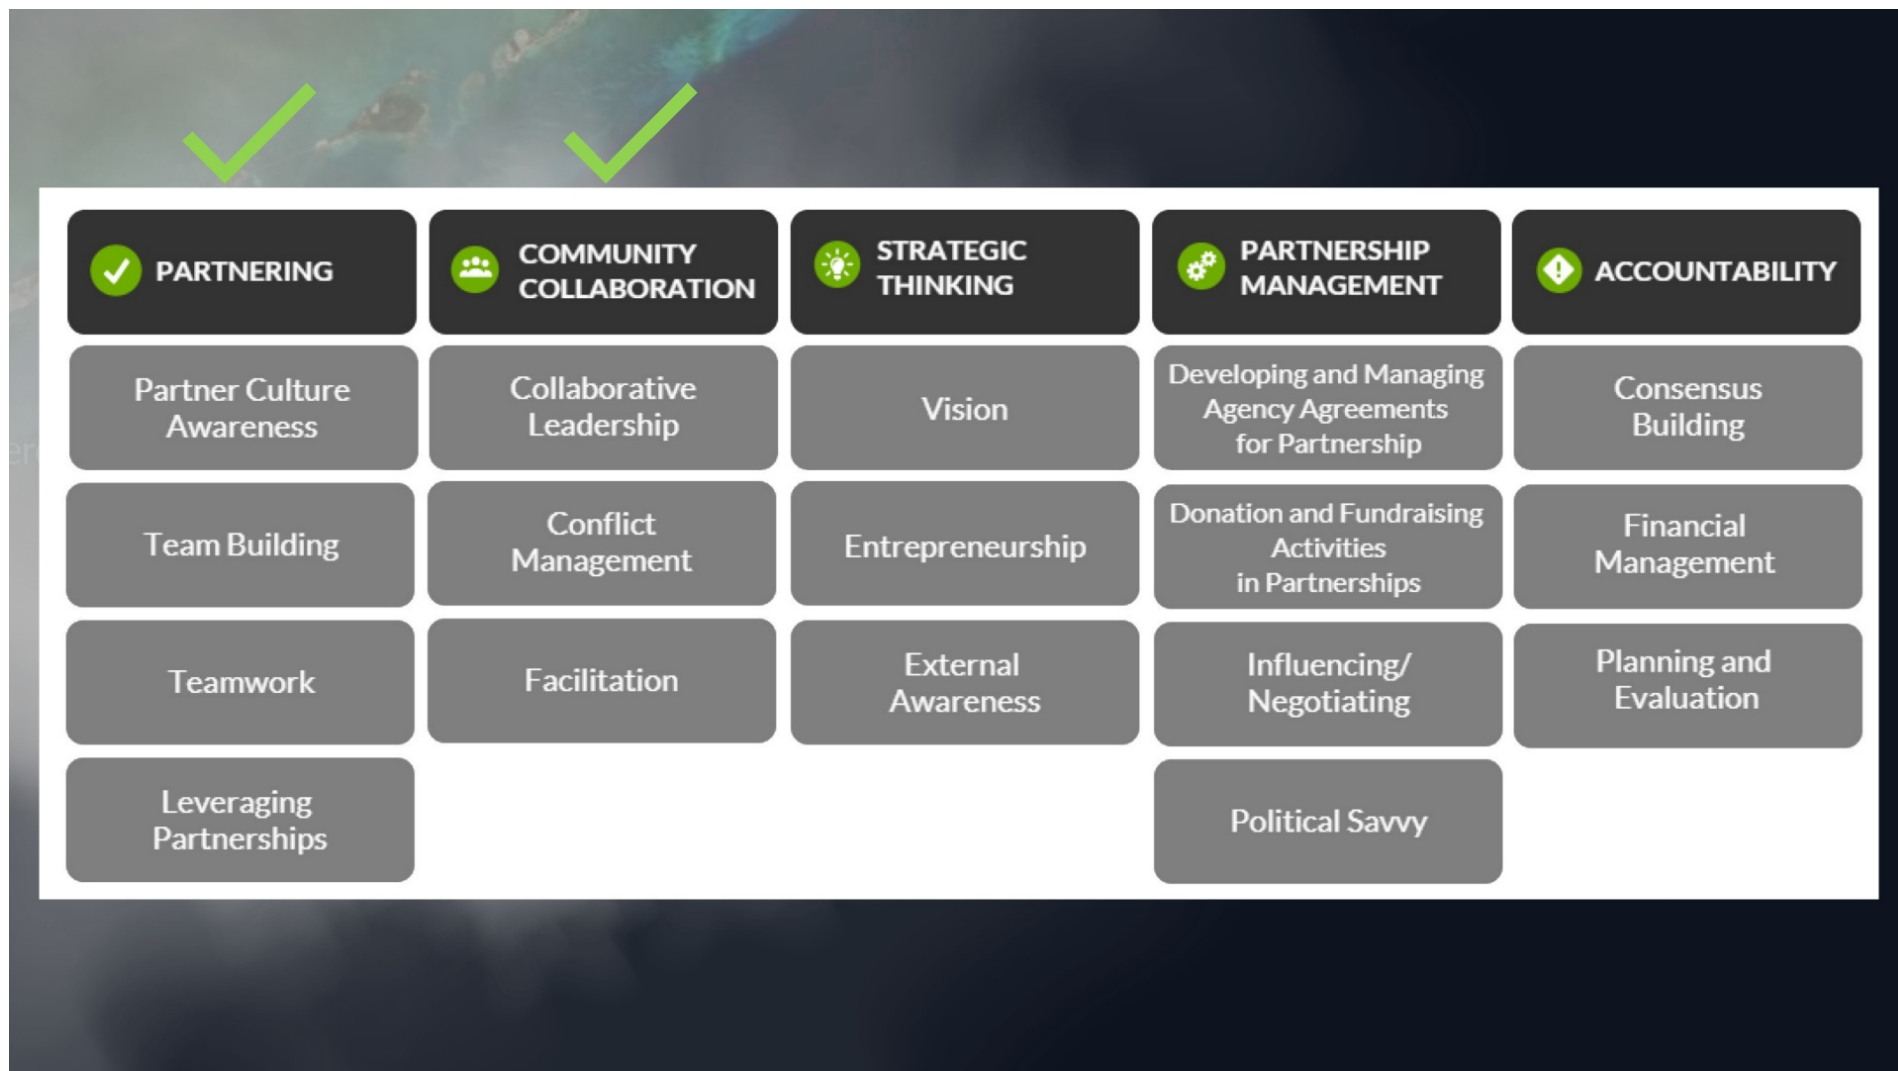 PARTNERING
COMMUNITY
COLLABORATION
STRATEGIC
THINKING
PARTNERSHIP
MANAGEMENT
ACCOUNTABILITY
Partner Culture
Awareness
Collaborative
Leadership
Vision
Developing and Managing
Agency Agreements
for Partnership
Consensus
Building
Team Building
Conflict
Management
Entrepreneurship
Donation and Fundraising
Activities
in Partnerships
Financial
Management
Teamwork
Facilitation
External
Awareness
Influencing/
Negotiating
Planning and
Evaluation
Leveraging
Partnerships
Political Savvy